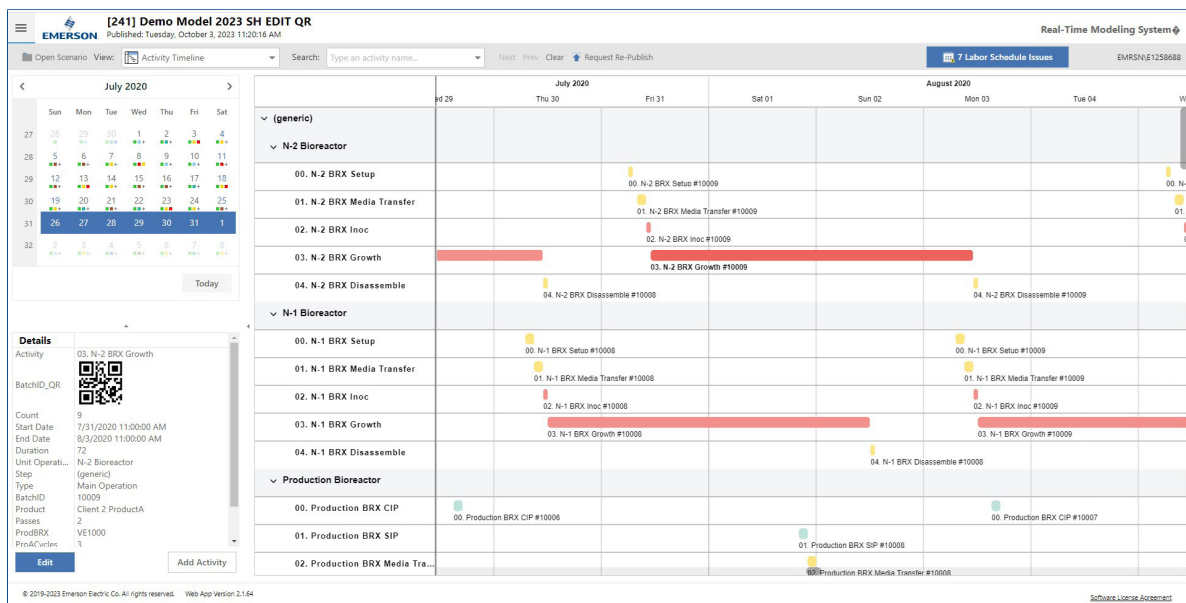 [241] Demo Model 2023 SH EDIT QR
EMERSON
Published: Tuesday, October 3, 2023 11:20:16 AM
Real-Time Modeling System�
Open Scenario View: Activity Timeline Search: Type an activity name... Next Prev Clear Request Re-Publish 7 Labor Schedule Issues EMRSN\E1258688
July 2020
Sun Mon Tue Wed Thu Fri Sat
27 28 29 30 1 2 3 4
28 5 6 7 8 9 10 11
29 12 13 14 15 16 17 18
30 19 20 21 22 23 24 25
31 26 27 28 29 30 31 1
32 2 3 4 5 6 7 8
Today
Details
Activity 03. N-2 BRX Growth
BatchID_QR
Count 9
Start Date 7/31/2020 11:00:00 AM
End Date 8/3/2020 11:00:00 AM
Duration 72
Unit Operati... N-2 Bioreactor
Step (generic)
Type Main Operation
BatchID 10009
Product Client 2 ProductA
Passes 2
ProdBRX VE1000
ProACycles 3
Edit Add Activity
July 2020 August 2020
ed 29 Thu 30 Fri 31 Sat 01 Sun 02 Mon 03 Tue 04 W
(generic)
N-2 Bioreactor
00. N-2 BRX Setup
00. N-2 BRX Setup #10009 00. N-
01. N-2 BRX Media Transfer
01. N-2 BRX Media Transfer #10009 01.
02. N-2 BRX Inoc
02. N-2 BRX Inoc #10009
03. N-2 BRX Growth
03. N-2 BRX Growth #10009
04. N-2 BRX Disassemble
04. N-2 BRX Disassemble #10008 04. N-2 BRX Disassemble #10009
N-1 Bioreactor
00. N-1 BRX Setup
00. N-1 BRX Setup #10008 00. N-1 BRX Setup #10009
01. N-1 BRX Media Transfer
01. N-1 BRX Media Transfer #10008 01. N-1 BRX Media Transfer #10009
02. N-1 BRX Inoc
02. N-1 BRX Inoc #10008 02. N-1 BRX Inoc #10009
03. N-1 BRX Growth
03. N-1 BRX Growth #10008 03. N-1 BRX Growth #10009
04. N-1 BRX Disassemble
04. N-1 BRX Disassemble #10008
Production Bioreactor
00. Production BRX CIP
00. Production BRX CIP #10006 00. Production BRX CIP #10007
01. Production BRX SIP
01. Production BRX SIP #10008
02. Production BRX Media Tra...
02. Production BRX Media Transfer #10008
© 2019-2023 Emerson Electric Co. All rights reserved. Web App Version 2.1.64
Software License Agreement